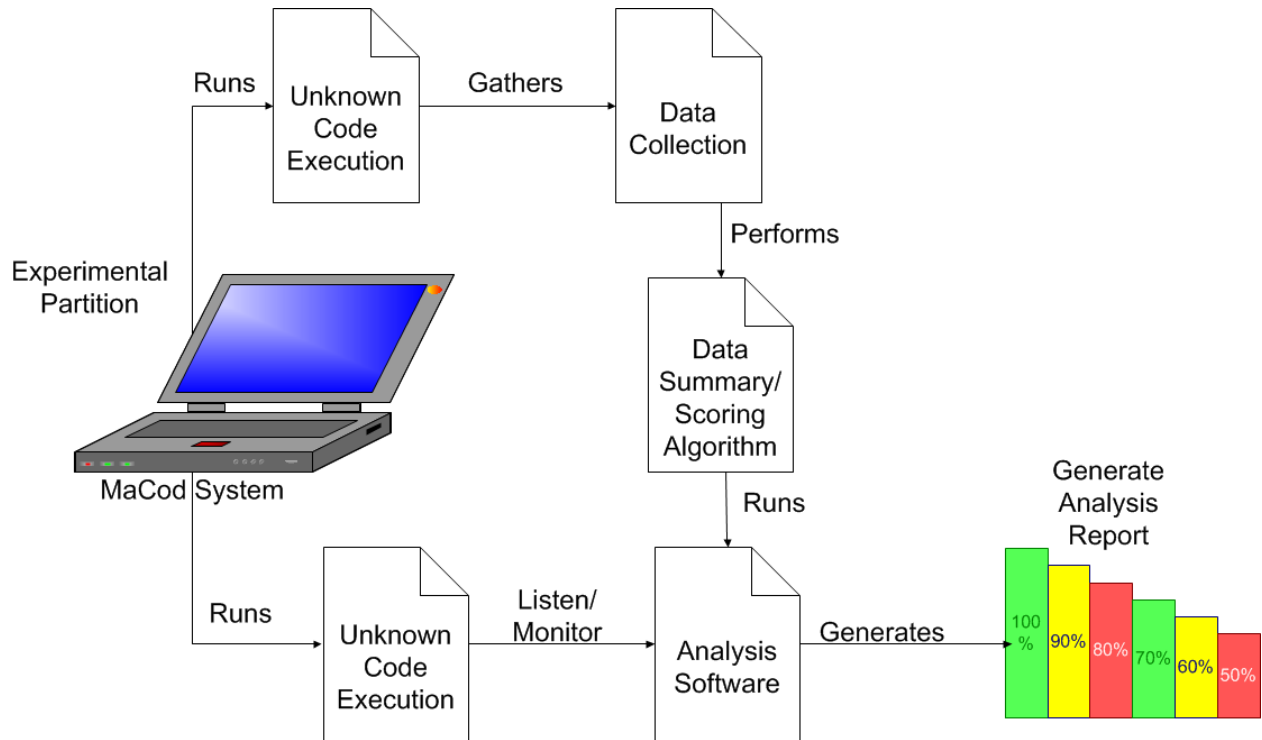 Runs
Unknown
Code
Execution
Gathers
Data
Collection
Performs
Experimental
Partition
Data
Summary/
Scoring
Algorithm
MaCod System
Runs
Generate
Analysis
Report
Runs
Unknown
Code
Execution
Listen/
Monitor
Analysis
Software
Generates
100
%
90%
80%
70%
60%
50%